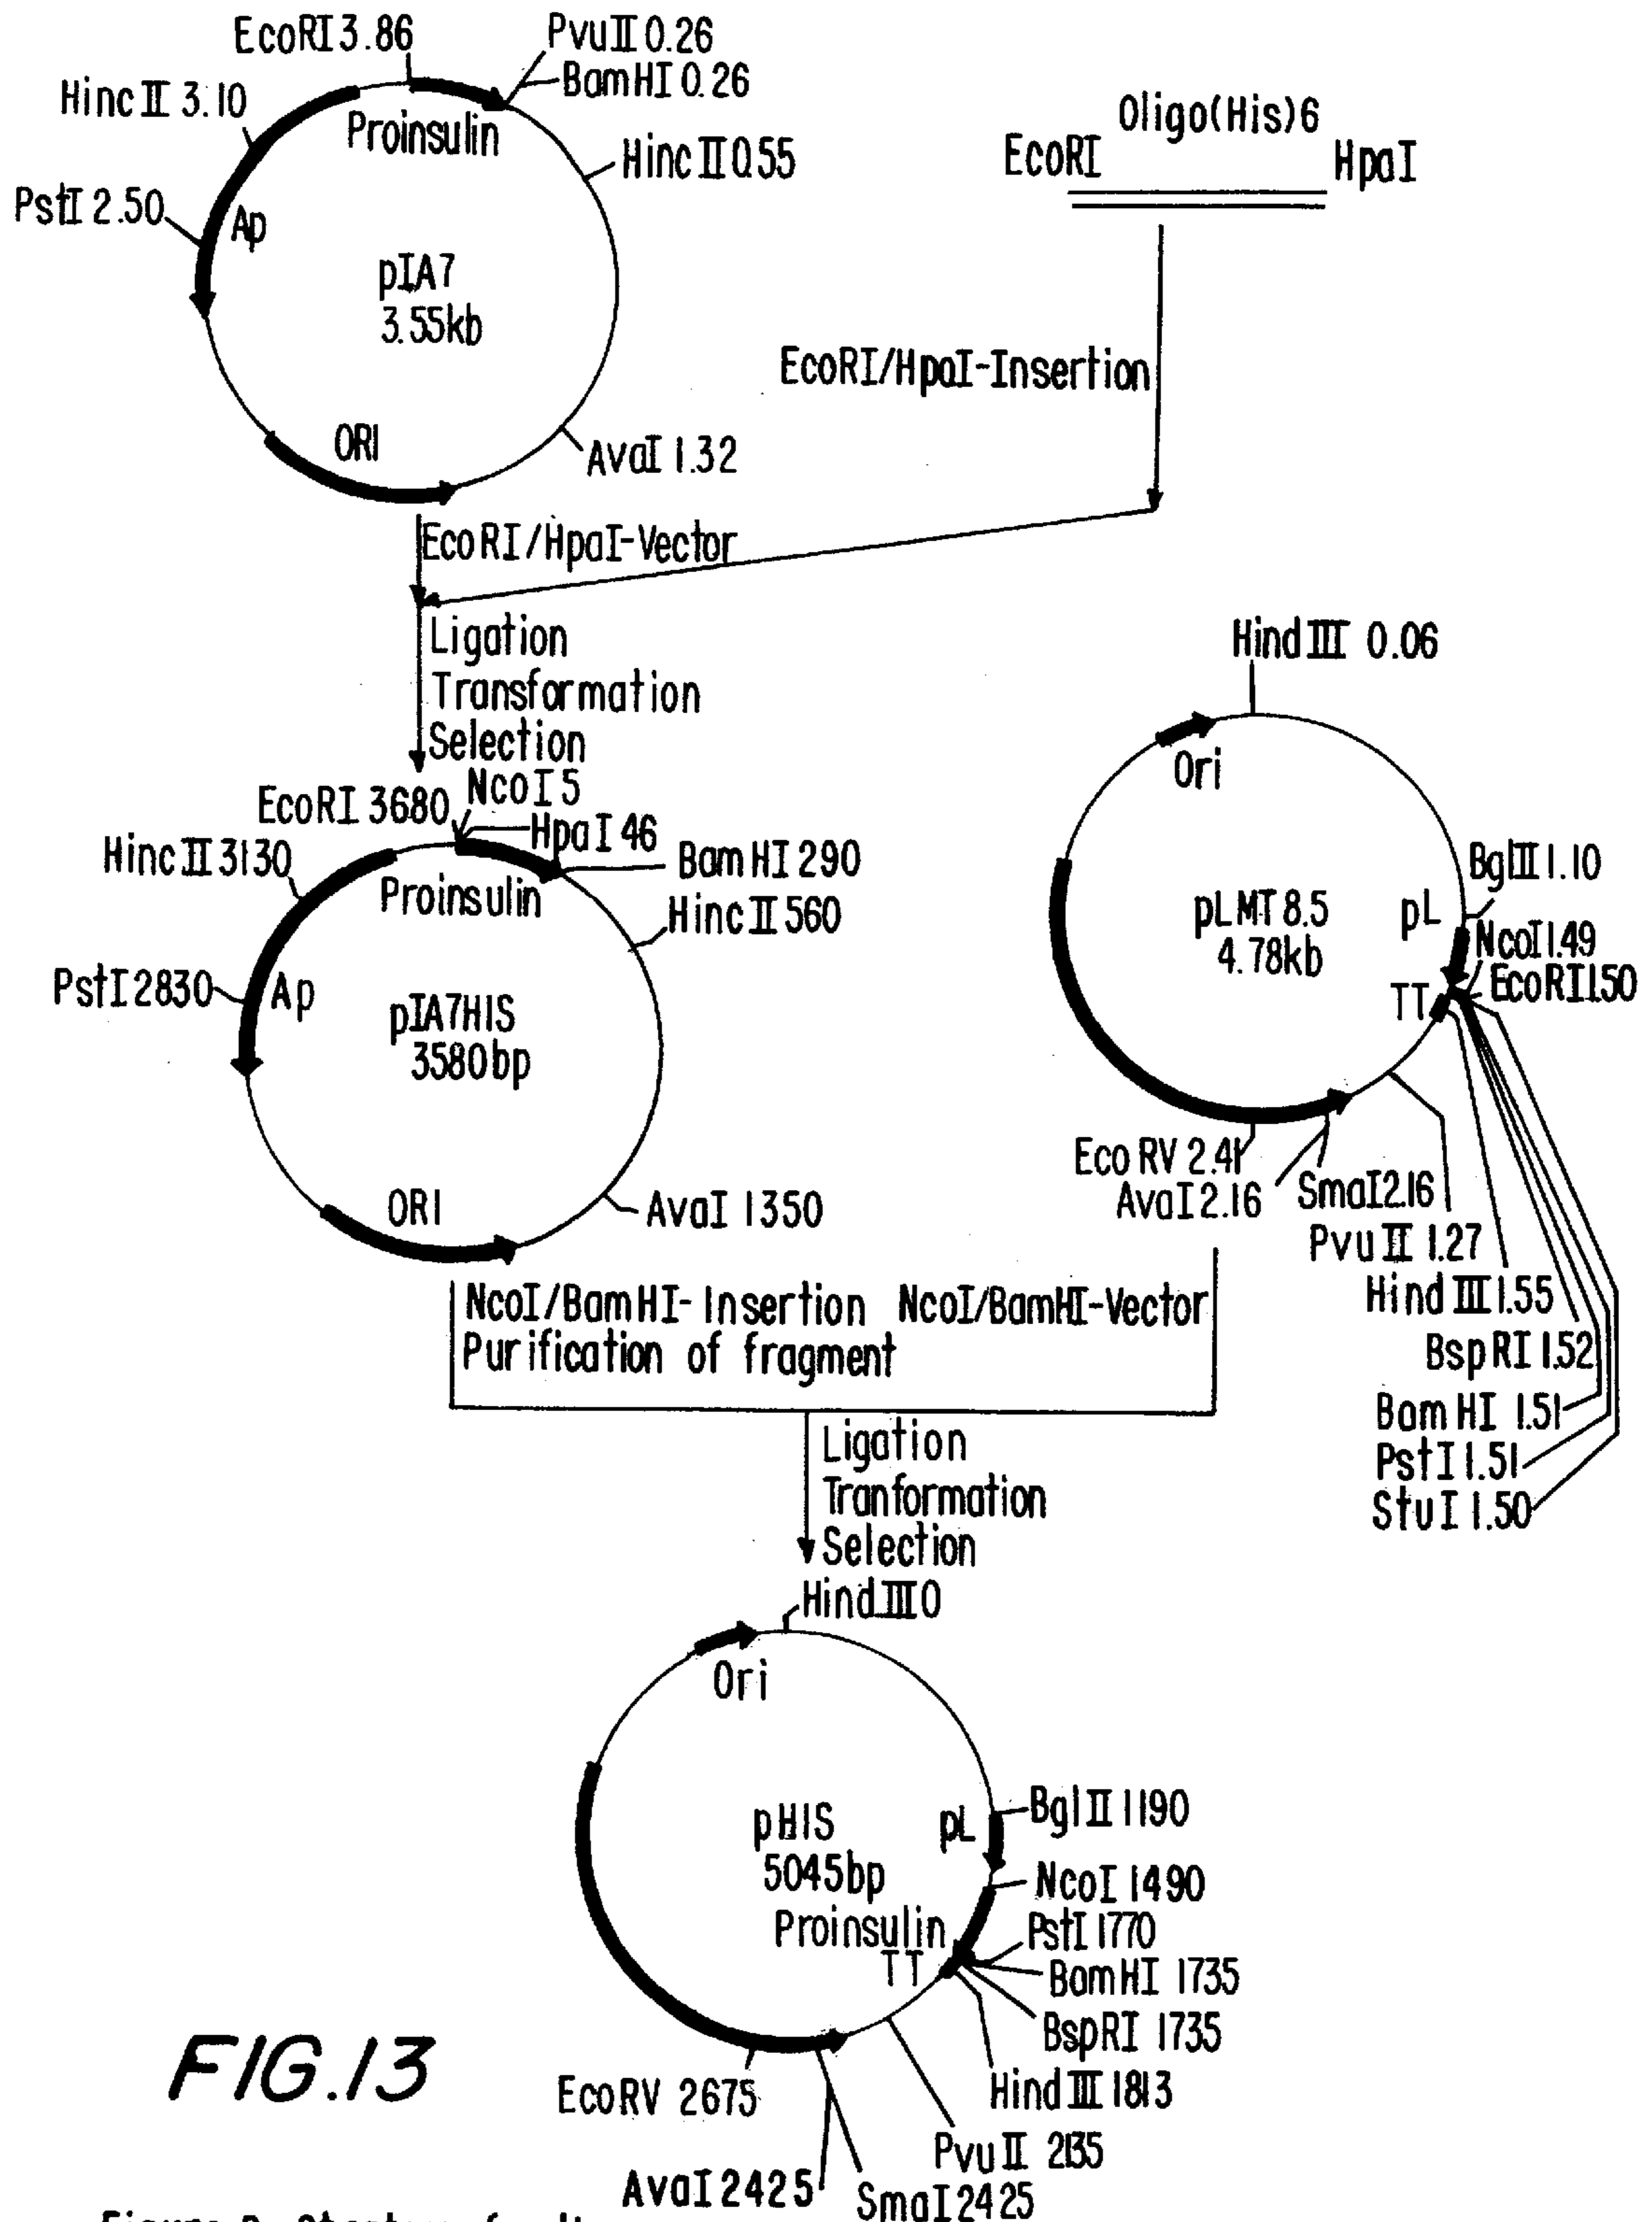 EcoRI 3.86
PvuII 0.26
BamHI 0.26
HincII 3.10
Proinsulin
HincII 0.55
PstI 2.50
Ap
pIA7
3.55kb
ORI
AvaI 1.32
Oligo(His)6
EcoRI
HpaI
EcoRI/HpaI-Insertion
EcoRI/HpaI-Vector
Ligation
Transformation
Selection
EcoRI 3680
NcoI 5
HpaI 46
HincII 3130
BamHI 290
Proinsulin
HincII 560
PstI 2830
Ap
pIA7HIS
3580bp
ORI
AvaI 1350
HindIII 0.06
Ori
BglII 1.10
pLMT8.5
4.78kb
pL
NcoI 1.49
EcoRI 1.50
TT
EcoRV 2.41
AvaI 2.16
SmaI 2.16
PvuII 1.27
HindIII 1.55
BspRI 1.52
BamHI 1.51
PstI 1.51
StuI 1.50
NcoI/BamHI-Insertion NcoI/BamHI-Vector
Purification of fragment
Ligation
Tranformation
Selection
HindIII 0
Ori
BglII 1190
pHIS
5045bp
pL
NcoI 1490
Proinsulin
PstI 1770
TT
BamHI 1735
BspRI 1735
HindIII 1813
EcoRV 2675
PvuII 2135
AvaI 2425
SmaI 2425
FIG.13